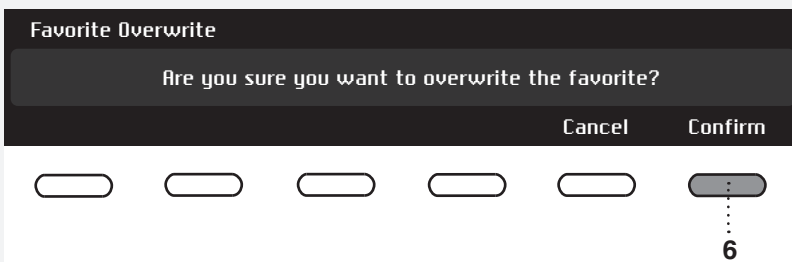 Favorite Overwrite
Are you sure you want to overwrite the favorite?
Cancel Confirm
6